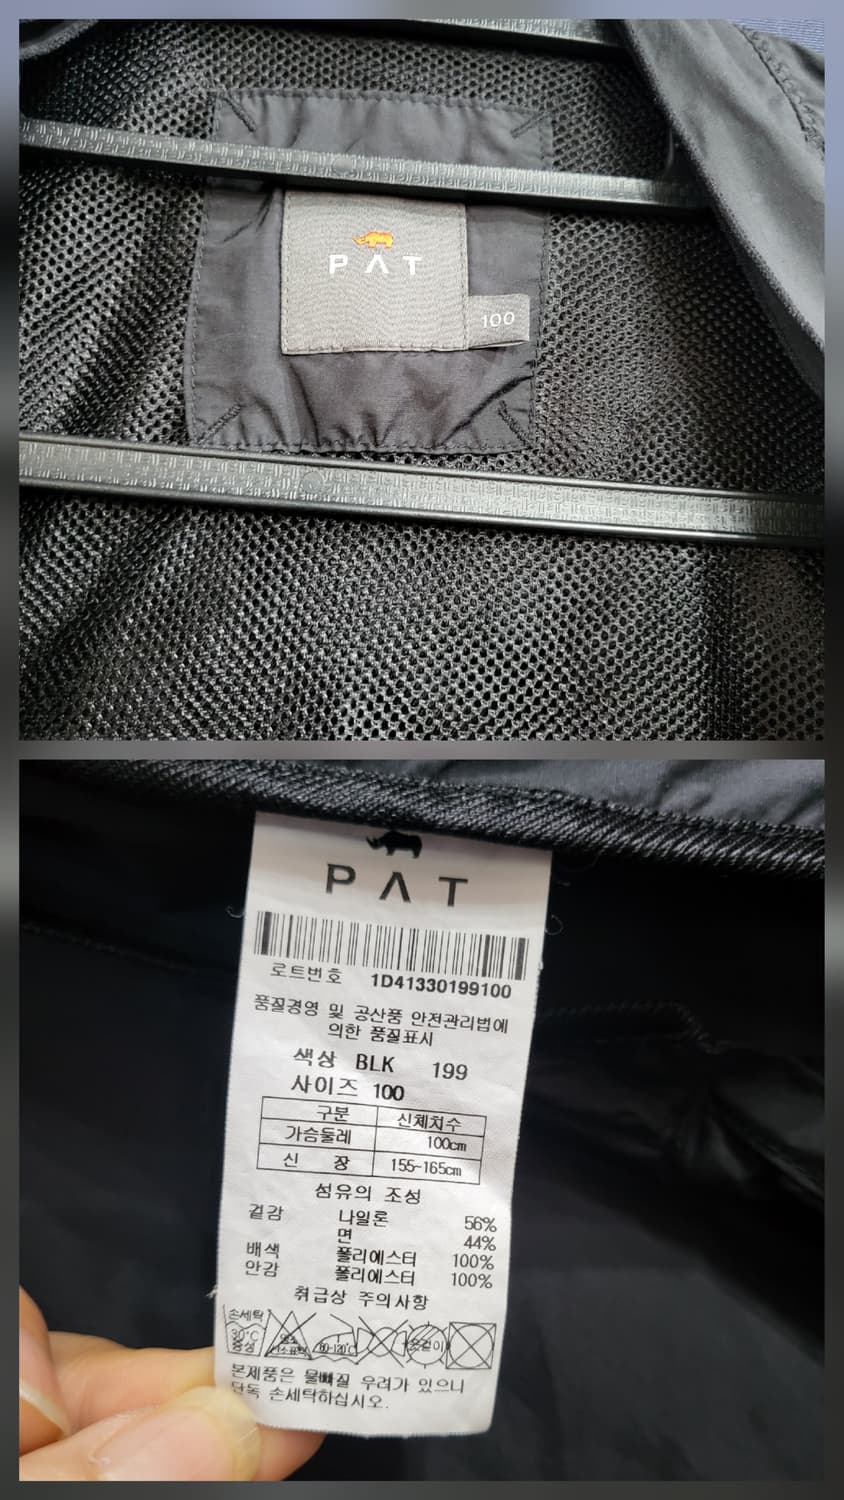 PΛT
100
PΛT
로트번호 1D41330199100
품질경영 및 공산품 안전관리법에
의한 품질표시
색상 BLK 199
사이즈 100
구분 신체치수
가슴둘레 100cm
신 장 155~165cm
섬유의 조성
겉감 나일론 56%
면 44%
배색 폴리에스터 100%
안감 폴리에스터 100%
취급상 주의사항
손세탁
30°C
중성
80-120°C
본제품은 물빠질 우려가 있으니
단독 손세탁하십시오.